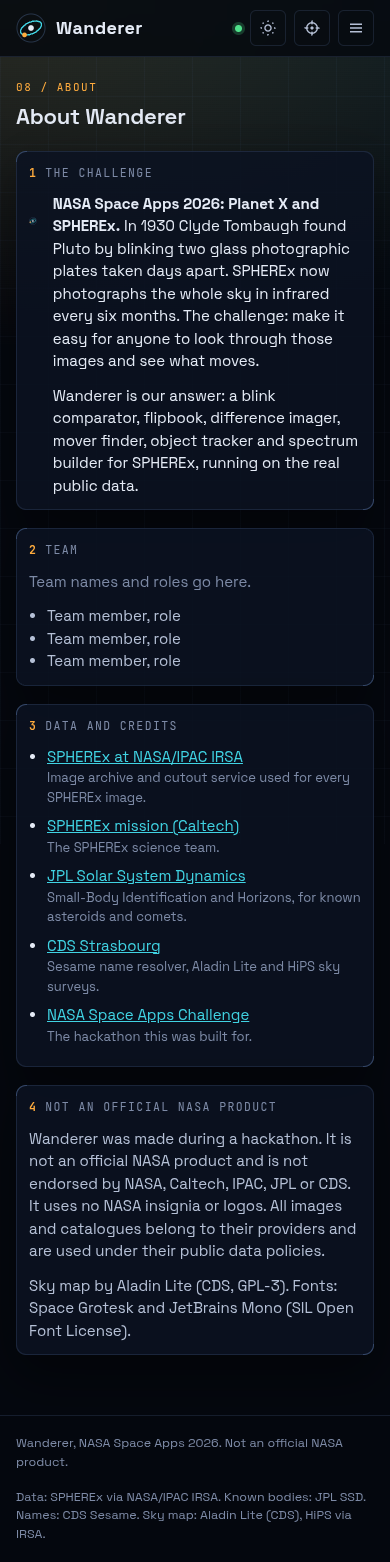 Wanderer
08 / ABOUT
About Wanderer
1 THE CHALLENGE
NASA Space Apps 2026: Planet X and
SPHEREx. In 1930 Clyde Tombaugh found
Pluto by blinking two glass photographic
plates taken days apart. SPHEREx now
photographs the whole sky in infrared
every six months. The challenge: make it
easy for anyone to look through those
images and see what moves.
Wanderer is our answer: a blink
comparator, flipbook, difference imager,
mover finder, object tracker and spectrum
builder for SPHEREx, running on the real
public data.
2 TEAM
Team names and roles go here.
• Team member, role
• Team member, role
• Team member, role
3 DATA AND CREDITS
• SPHEREx at NASA/IPAC IRSA
Image archive and cutout service used for every
SPHEREx image.
• SPHEREx mission (Caltech)
The SPHEREx science team.
• JPL Solar System Dynamics
Small-Body Identification and Horizons, for known
asteroids and comets.
• CDS Strasbourg
Sesame name resolver, Aladin Lite and HiPS sky
surveys.
• NASA Space Apps Challenge
The hackathon this was built for.
4 NOT AN OFFICIAL NASA PRODUCT
Wanderer was made during a hackathon. It is
not an official NASA product and is not
endorsed by NASA, Caltech, IPAC, JPL or CDS.
It uses no NASA insignia or logos. All images
and catalogues belong to their providers and
are used under their public data policies.
Sky map by Aladin Lite (CDS, GPL-3). Fonts:
Space Grotesk and JetBrains Mono (SIL Open
Font License).
Wanderer, NASA Space Apps 2026. Not an official NASA
product.
Data: SPHEREx via NASA/IPAC IRSA. Known bodies: JPL SSD.
Names: CDS Sesame. Sky map: Aladin Lite (CDS), HiPS via
IRSA.